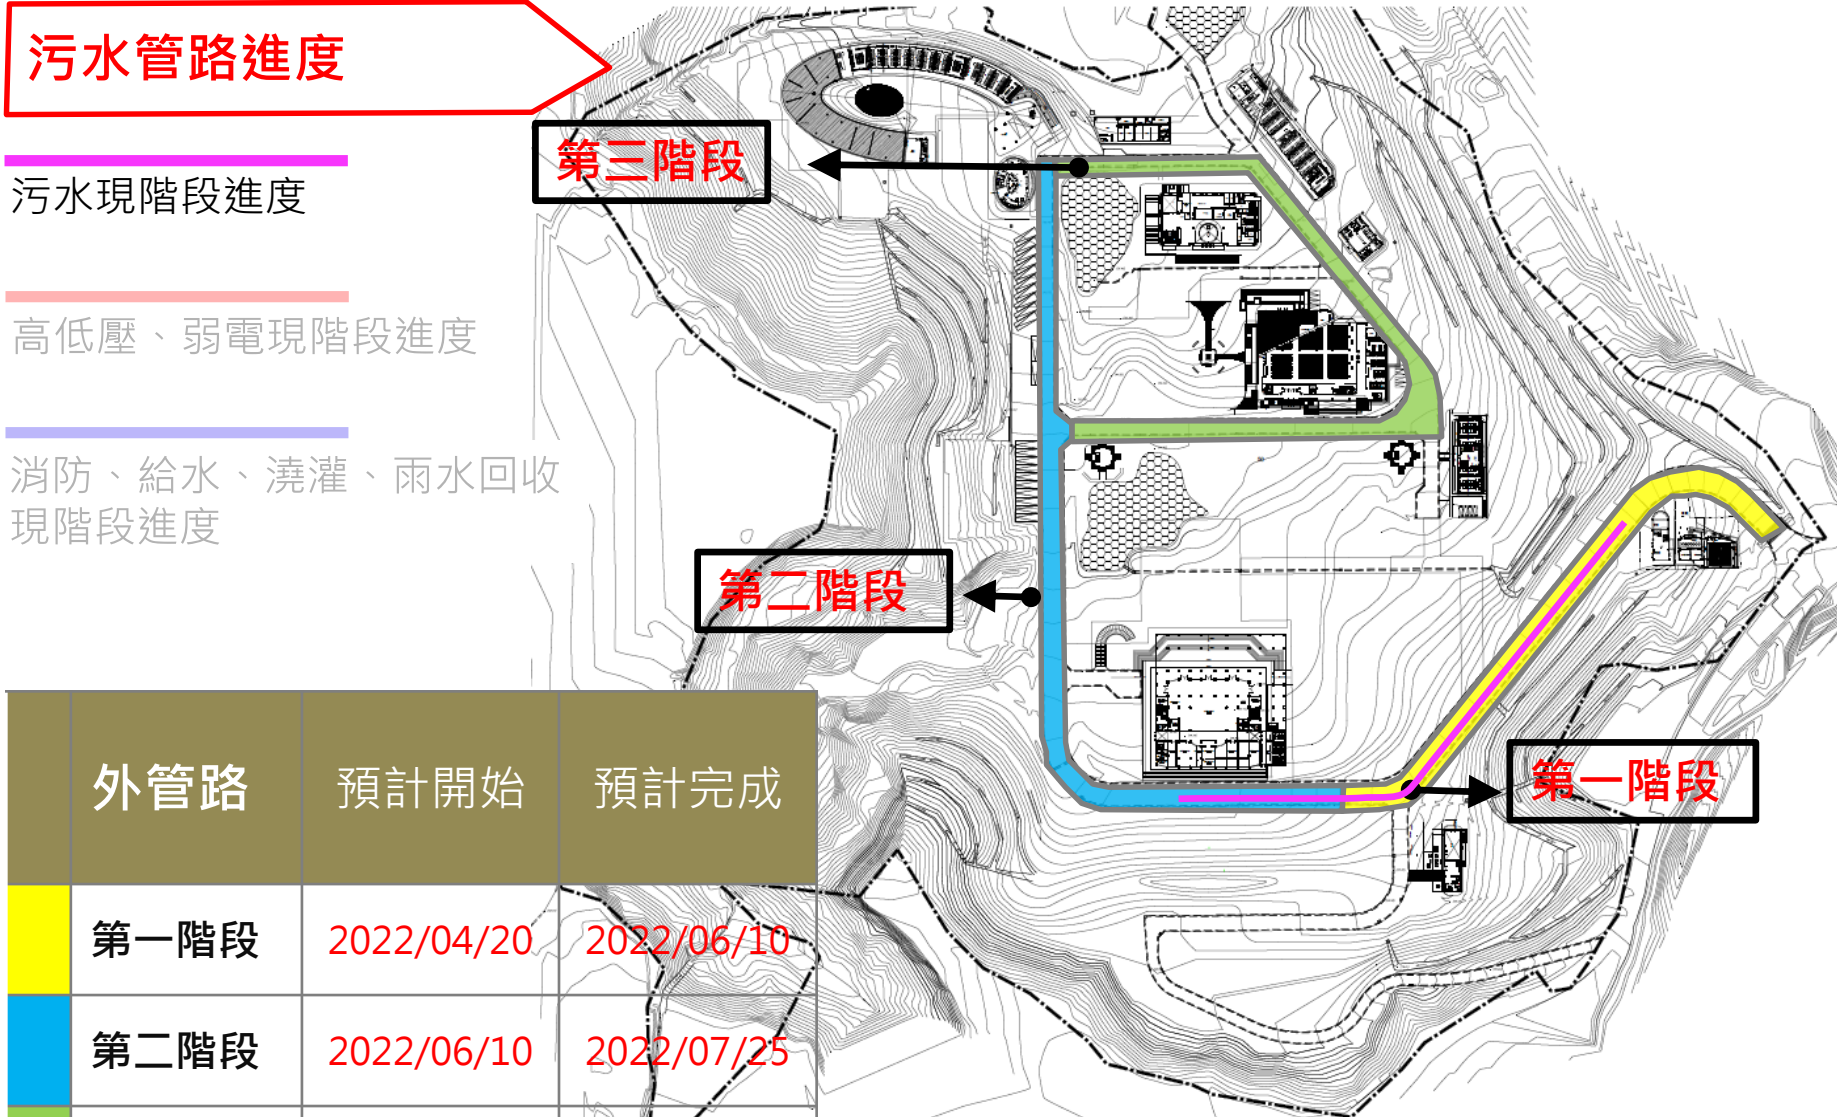 污水管路進度
污水現階段進度
高低壓、弱電現階段進度
消防、給水、澆灌、雨水回收
現階段進度
第三階段
第二階段
第一階段
外管路 預計開始 預計完成
第一階段 2022/04/20 2022/06/10
第二階段 2022/06/10 2022/07/25